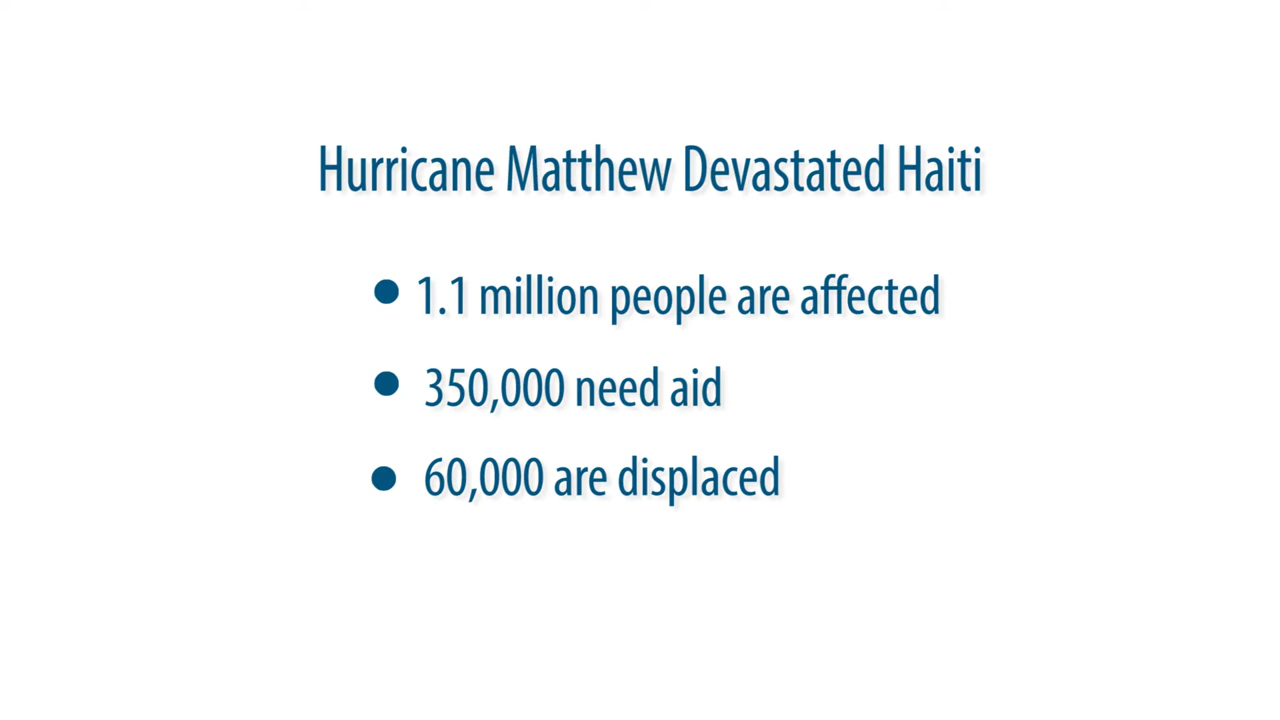 Hurricane Matthew Devastated Haiti
• 1.1 million people are affected
• 350,000 need aid
• 60,000 are displaced